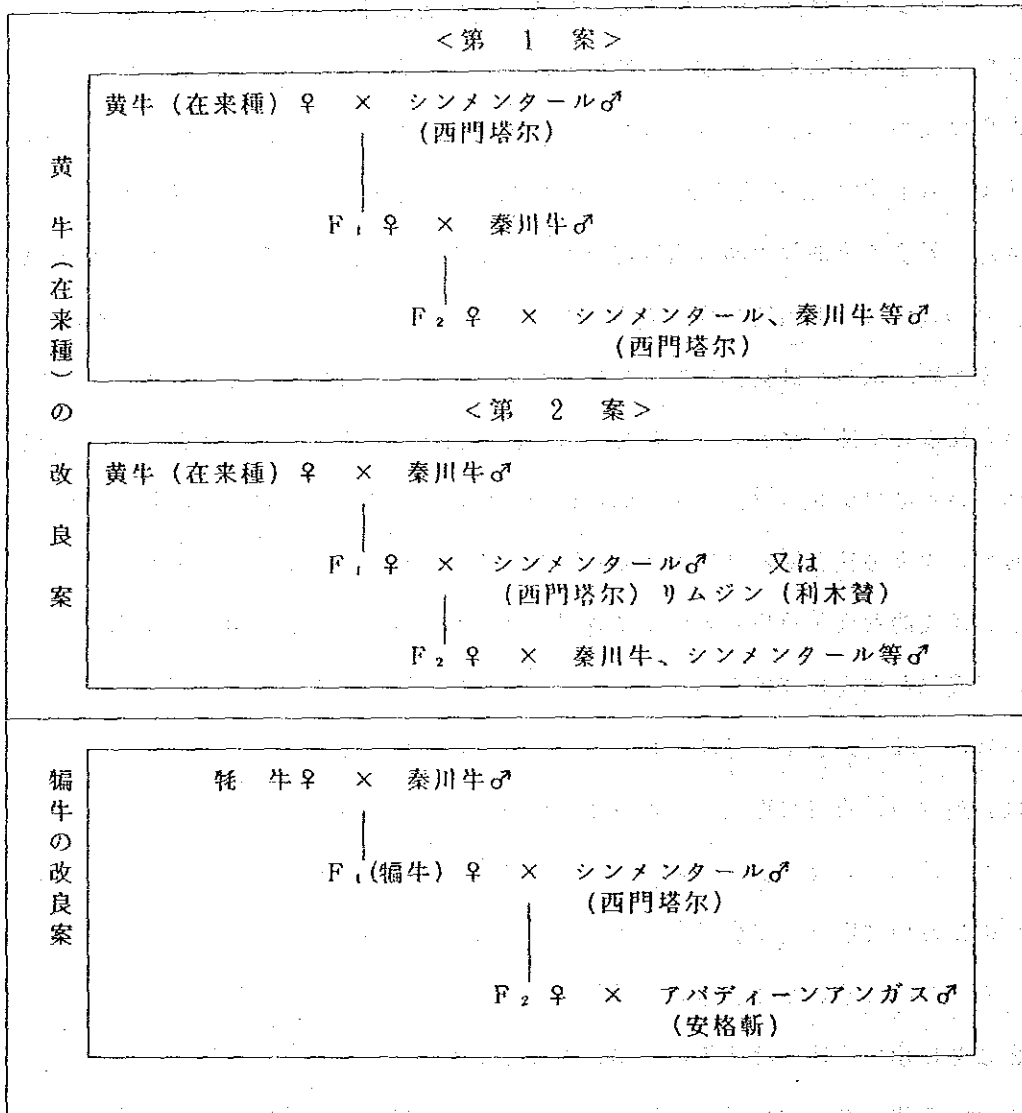 <第 1 案>
黄牛(在来種)の改良案
黄牛(在来種)♀ × シンメンタール♂
(西門塔尔)
F₁♀ × 秦川牛♂
F₂♀ × シンメンタール、秦川牛等♂
(西門塔尔)
<第 2 案>
黄牛(在来種)♀ × 秦川牛♂
F₁♀ × シンメンタール♂ 又は
(西門塔尔)リムジン(利木賛)
F₂♀ × 秦川牛、シンメンタール等♂
犏牛の改良案
牦 牛♀ × 秦川牛♂
F₁(犏牛)♀ × シンメンタール♂
(西門塔尔)
F₂♀ × アバディーンアンガス♂
(安格斬)